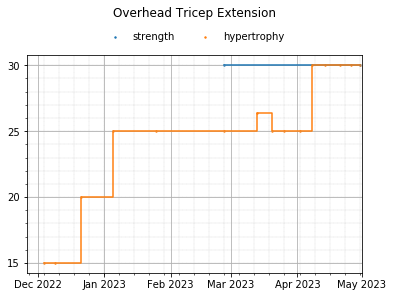 Overhead Tricep Extension
strength hypertrophy
30
25
20
15
Dec 2022 Jan 2023 Feb 2023 Mar 2023 Apr 2023 May 2023